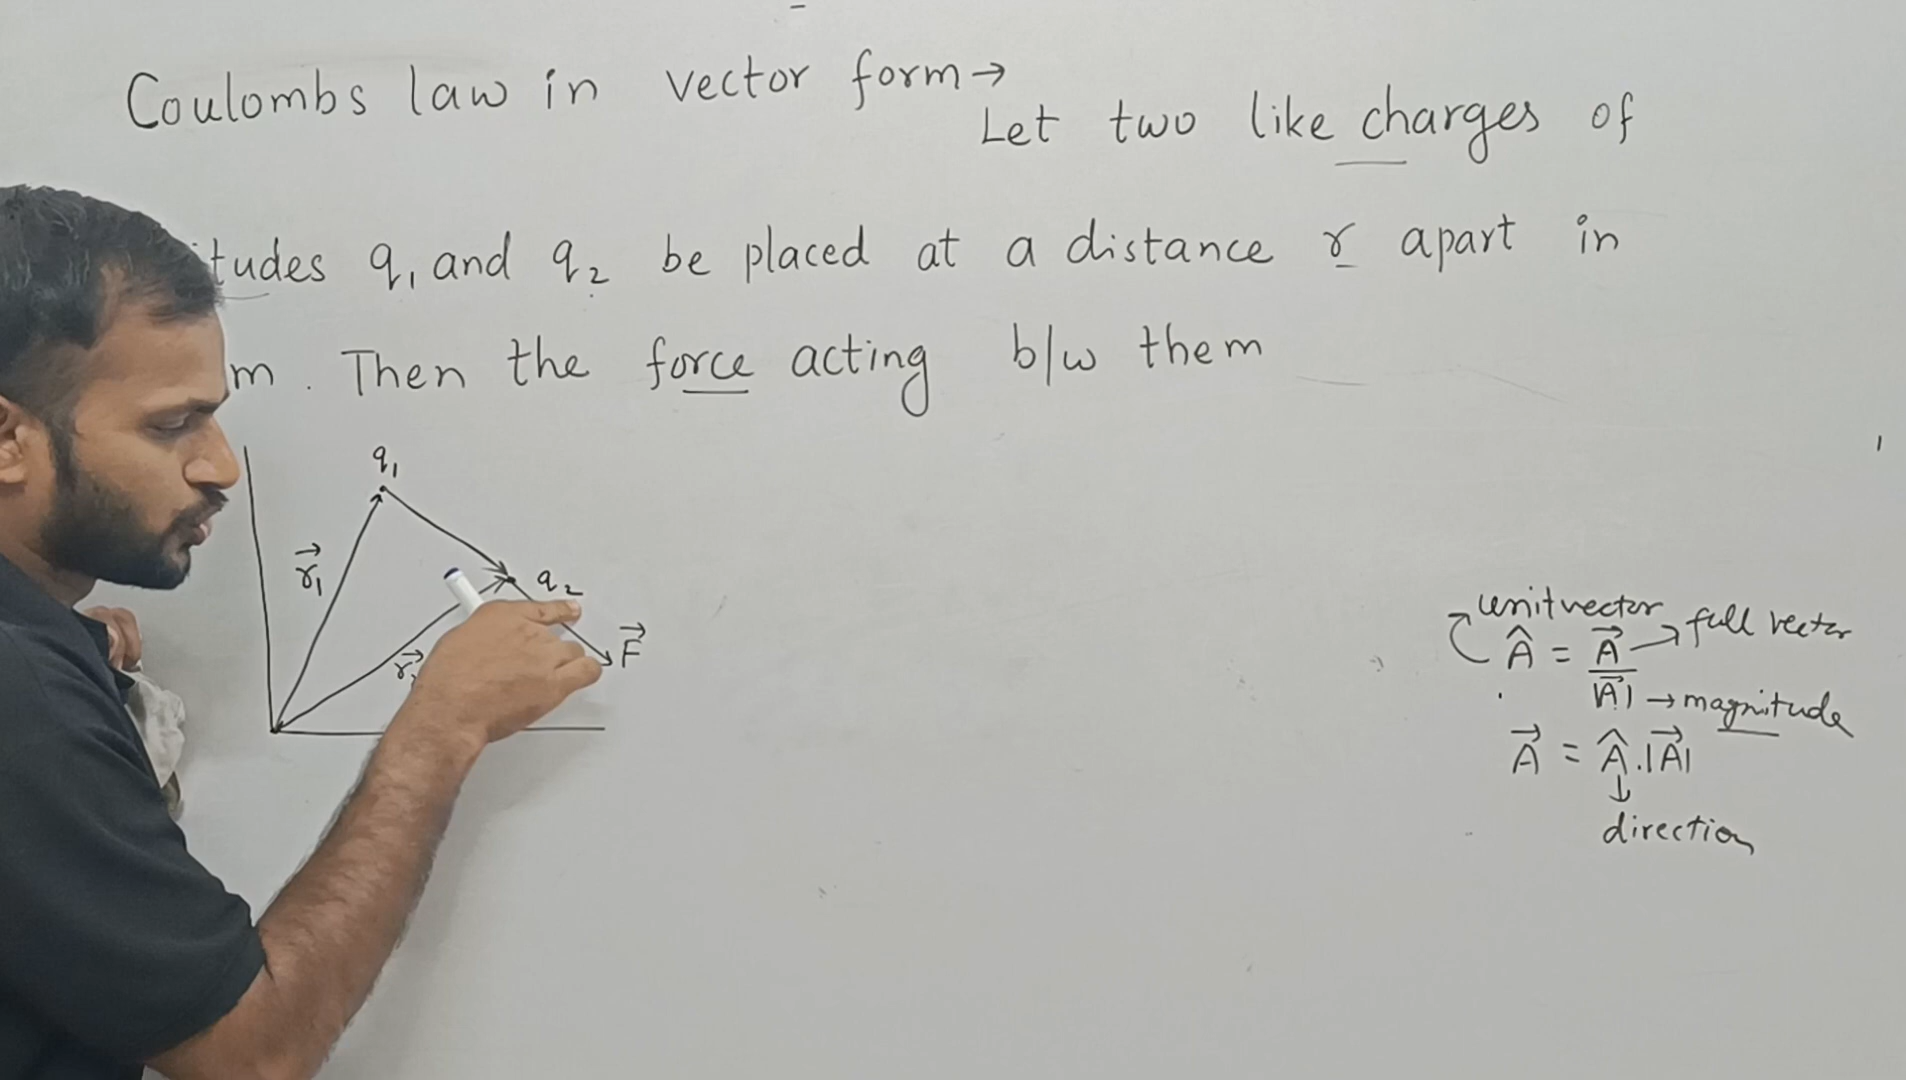 Coulombs law in vector form →
Let two like charges of
tudes q₁ and q₂ be placed at a distance r apart in
m. Then the force acting b/w them
q₁
r⃗₁
q₂
F⃗
r⃗₂
unit vector
Â = A⃗ / |A⃗| → full vector
→ magnitude
A⃗ = Â.|A⃗|
↓
direction